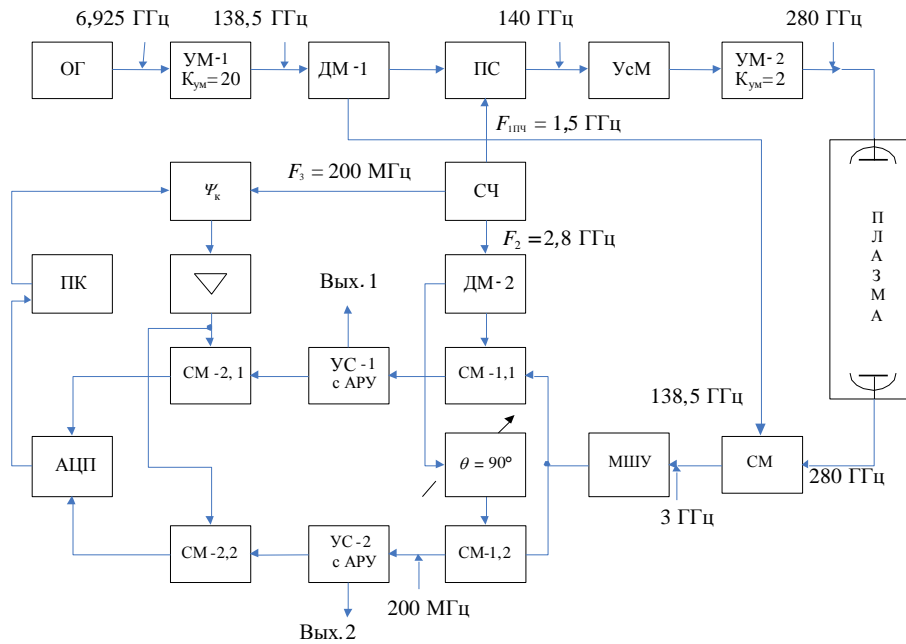 6,925 ГГц
138,5 ГГц
140 ГГц
280 ГГц
ОГ
УМ-1
Kум=20
ДМ-1
ПС
УсМ
УМ-2
Kум=2
F1ПЧ = 1,5 ГГц
F3 = 200 МГц
Ψк
СЧ
F2 =2,8 ГГц
ПЛАЗМА
ПК
Вых.1
ДМ-2
СМ-2,1
УС-1
с АРУ
СМ-1,1
138,5 ГГц
АЦП
θ = 90°
МШУ
СМ
280 ГГц
3 ГГц
СМ-2,2
УС-2
с АРУ
СМ-1,2
200 МГц
Вых.2